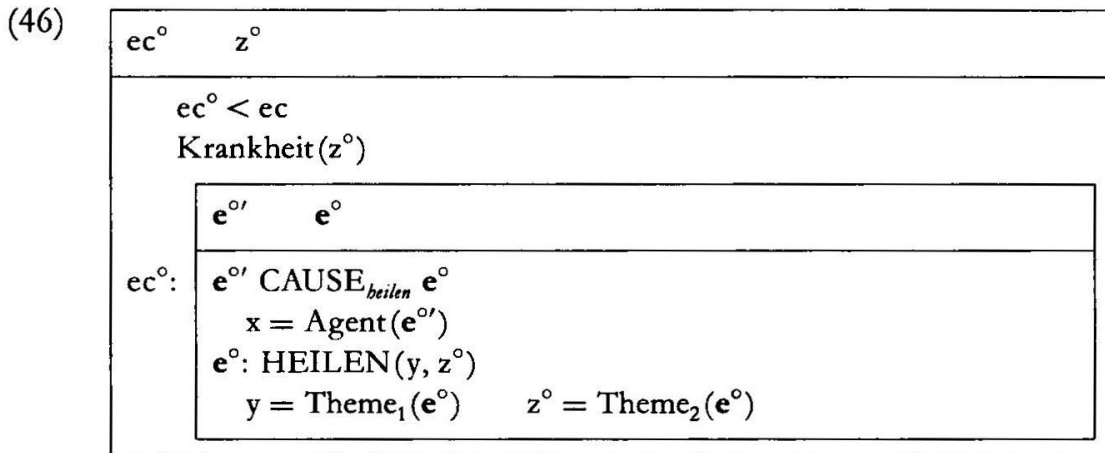 (46)
ec° z°
ec° < ec
Krankheit(z°)
e°′ e°
ec°:
e°′ CAUSE_heilen e°
x = Agent(e°′)
e°: HEILEN(y, z°)
y = Theme₁(e°) z° = Theme₂(e°)